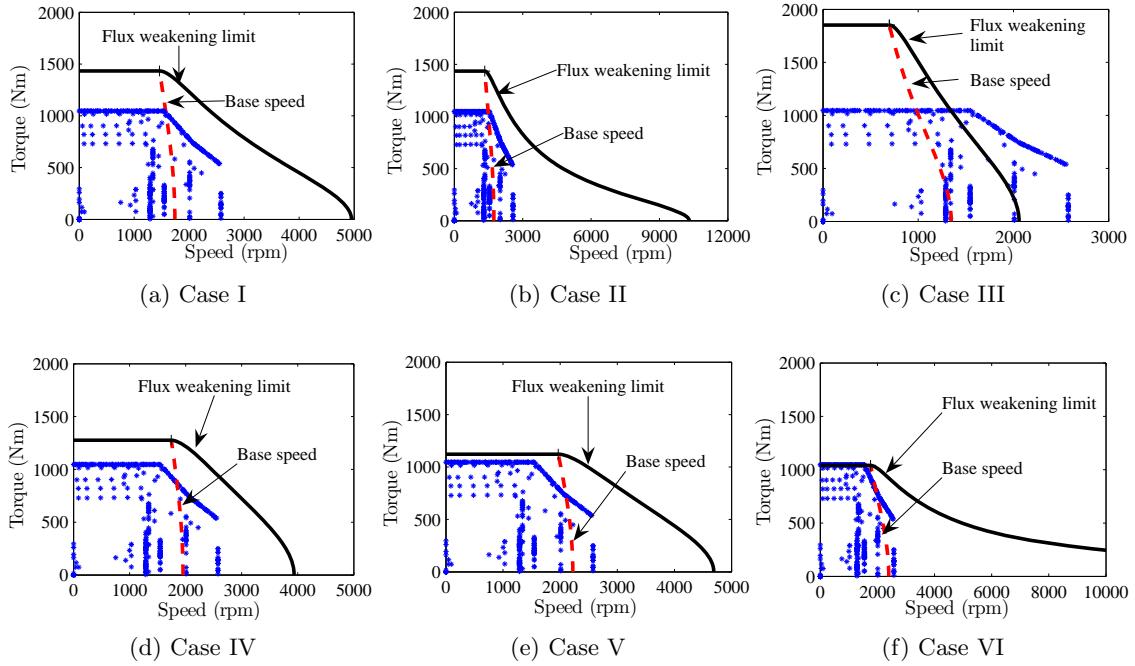 2000
1500
1000
500
0
Torque (Nm)
Flux weakening limit
Base speed
0 1000 2000 3000 4000 5000
Speed (rpm)
(a) Case I
2000
1500
1000
500
0
Torque (Nm)
Flux weakening limit
Base speed
0 3000 6000 9000 12000
Speed (rpm)
(b) Case II
2000
1500
1000
500
0
Torque (Nm)
Flux weakening
limit
Base speed
0 1000 2000 3000
Speed (rpm)
(c) Case III
2000
1500
1000
500
0
Torque (Nm)
Flux weakening limit
Base speed
0 1000 2000 3000 4000 5000
Speed (rpm)
(d) Case IV
2000
1500
1000
500
0
Torque (Nm)
Flux weakening limit
Base speed
0 1000 2000 3000 4000 5000
Speed (rpm)
(e) Case V
2000
1500
1000
500
0
Torque (Nm)
Flux weakening limit
Base speed
0 2000 4000 6000 8000 10000
Speed (rpm)
(f) Case VI